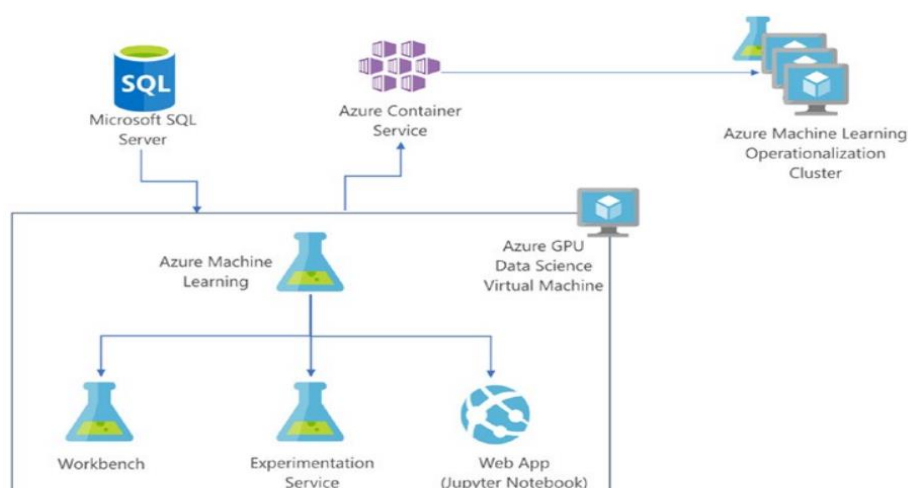 SQL
Microsoft SQL
Server
Azure Container
Service
Azure Machine Learning
Operationalization
Cluster
Azure Machine
Learning
Azure GPU
Data Science
Virtual Machine
Workbench
Experimentation
Service
Web App
(Jupyter Notebook)